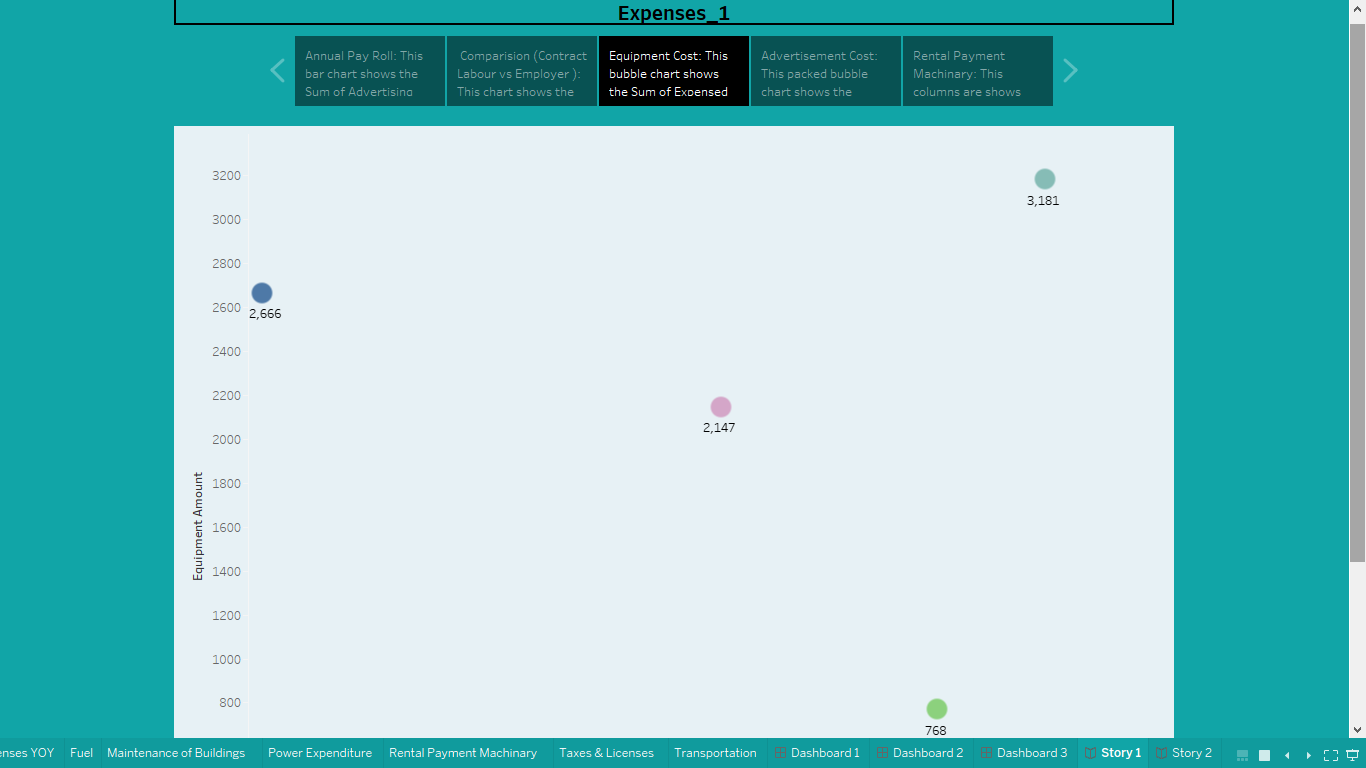 Expenses_1
Annual Pay Roll: This
bar chart shows the
Sum of Advertising
Comparision (Contract
Labour vs Employer ):
This chart shows the
Equipment Cost: This
bubble chart shows
the Sum of Expensed
Advertisement Cost:
This packed bubble
chart shows the
Rental Payment
Machinary: This
columns are shows
3200
3000
2800
2600
2400
2200
2000
1800
1600
1400
1200
1000
800
Equipment Amount
3,181
2,666
2,147
768
enses YOY
Fuel
Maintenance of Buildings
Power Expenditure
Rental Payment Machinary
Taxes & Licenses
Transportation
Dashboard 1
Dashboard 2
Dashboard 3
Story 1
Story 2